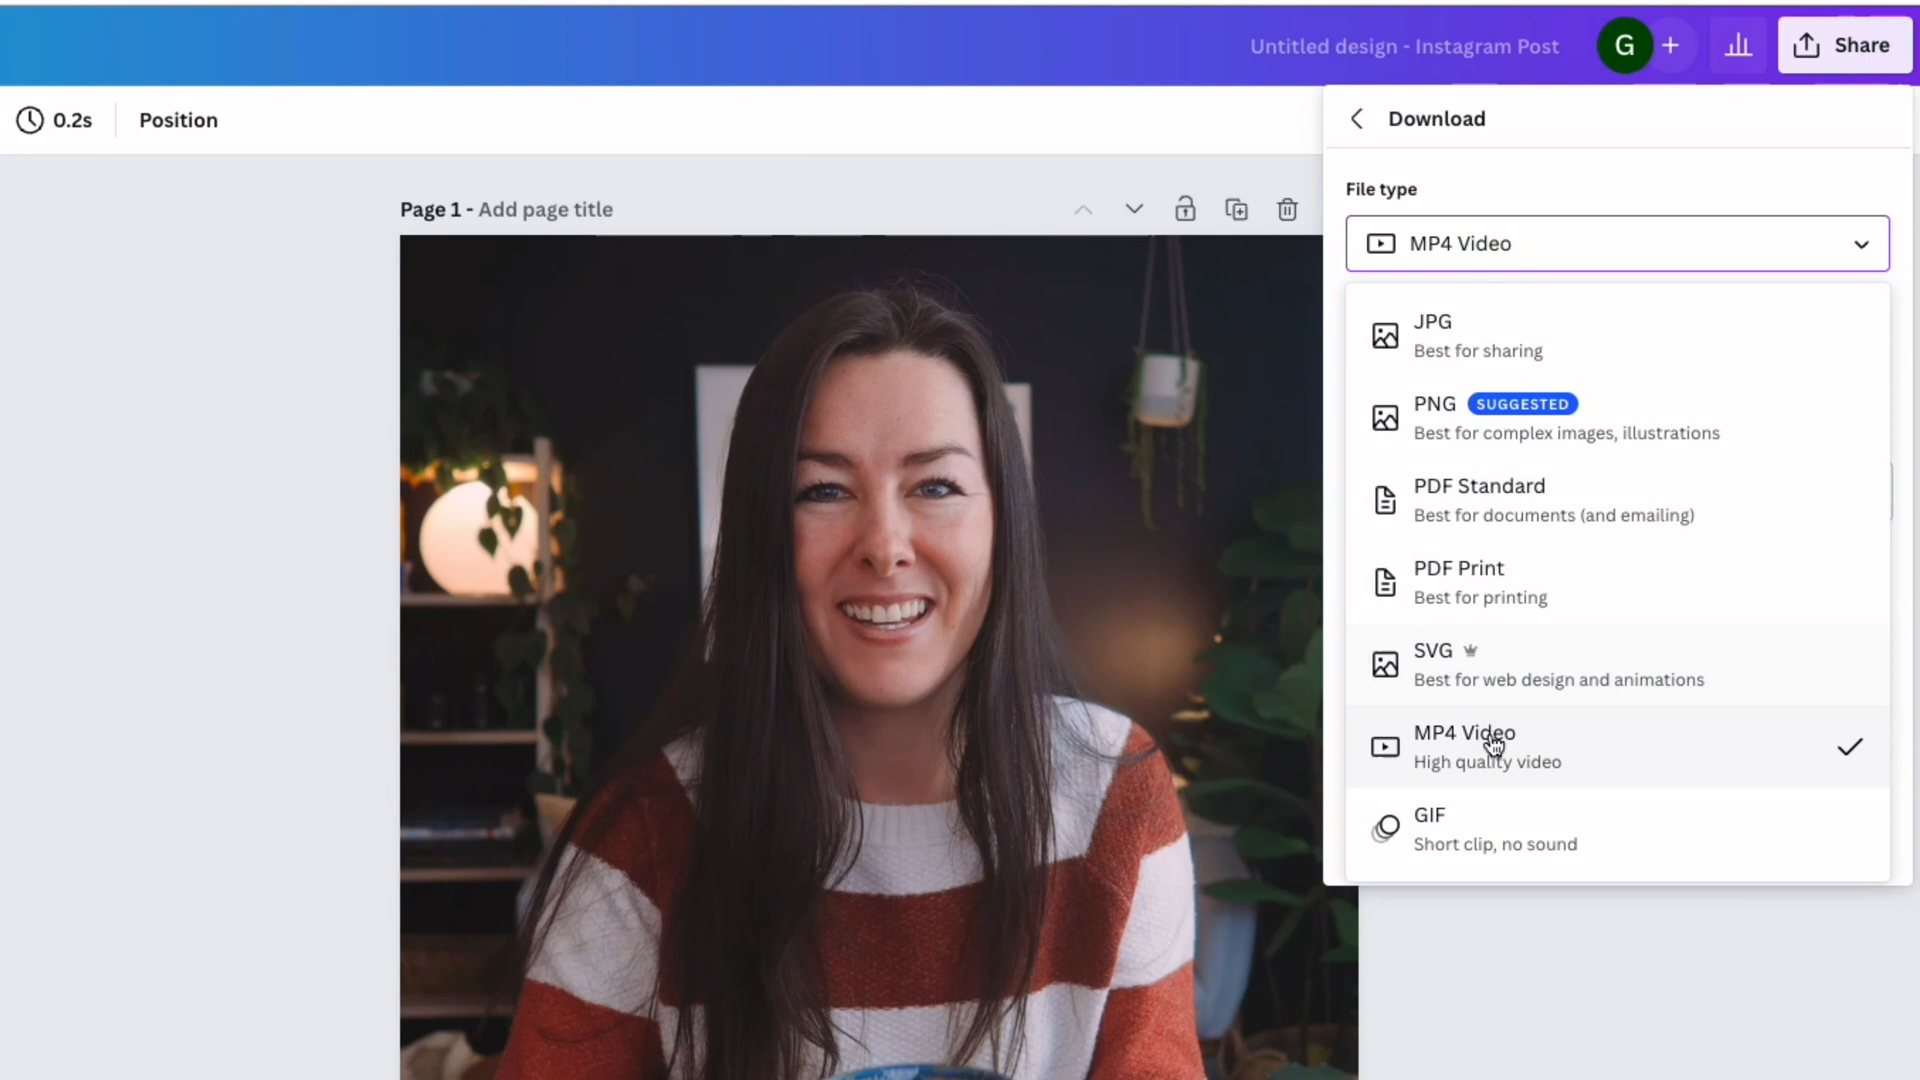 Untitled design - Instagram Post
G
Share
0.2s
Position
Page 1 - Add page title
Download
File type
MP4 Video
JPG
Best for sharing
PNG SUGGESTED
Best for complex images, illustrations
PDF Standard
Best for documents (and emailing)
PDF Print
Best for printing
SVG
Best for web design and animations
MP4 Video
High quality video
GIF
Short clip, no sound